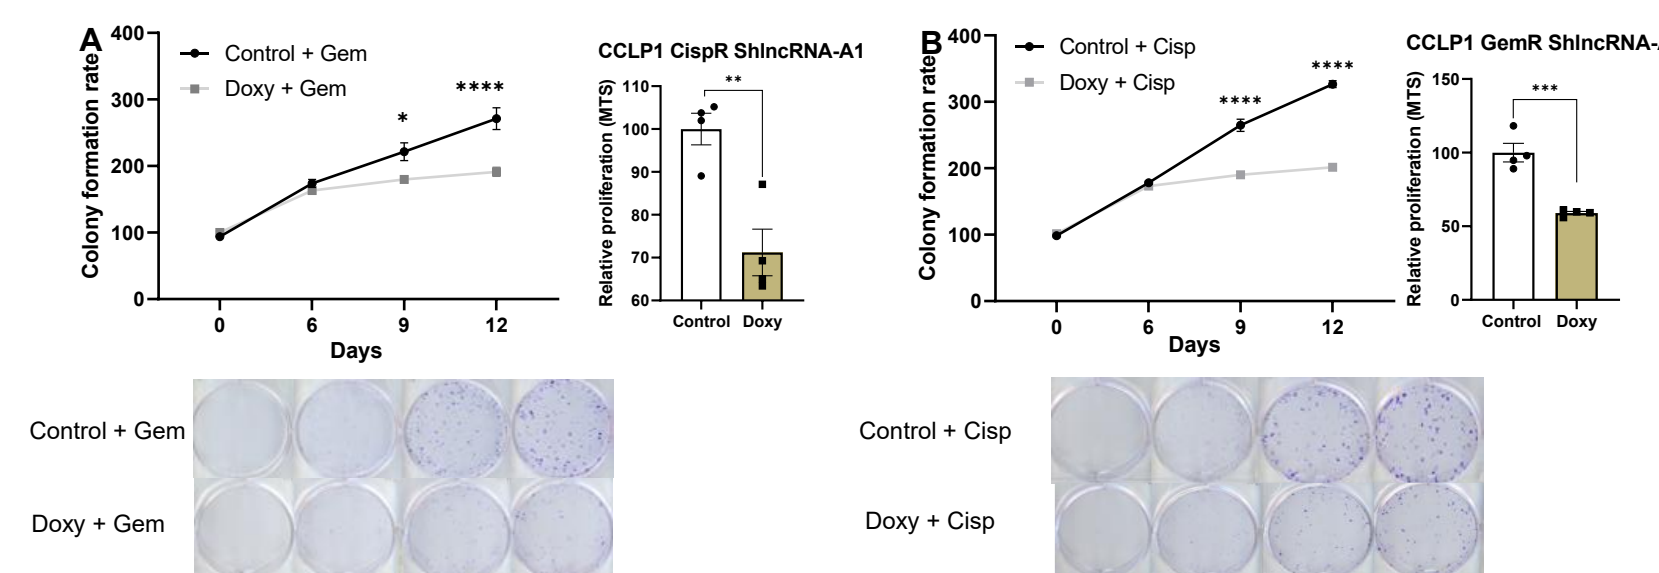 A
Colony formation rate
400
300
200
100
0
Control + Gem
Doxy + Gem
*
****
0 6 9 12
Days
CCLP1 CispR ShlncRNA-A1
Relative proliferation (MTS)
110
100
90
80
70
60
**
Control Doxy
B
Colony formation rate
400
300
200
100
0
Control + Cisp
Doxy + Cisp
****
****
0 6 9 12
Days
CCLP1 GemR ShlncRNA-
Relative proliferation (MTS)
150
100
50
0
***
Control Doxy
Control + Gem
Doxy + Gem
Control + Cisp
Doxy + Cisp